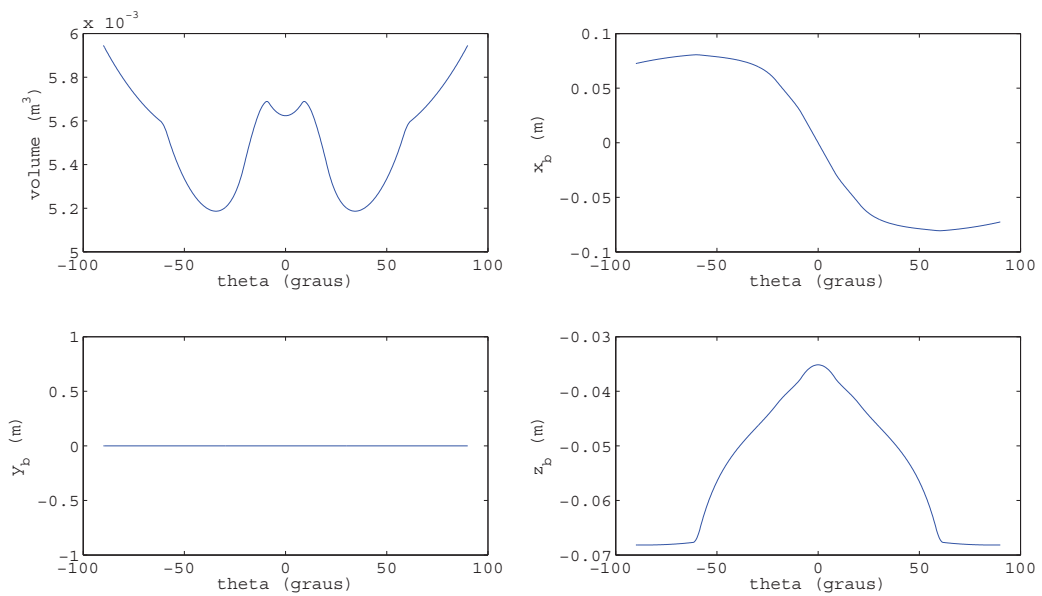 x 10^-3
6
5.8
5.6
5.4
5.2
5
volume (m^3)
-100 -50 0 50 100
theta (graus)
0.1
0.05
0
-0.05
-0.1
x_b (m)
-100 -50 0 50 100
theta (graus)
1
0.5
0
-0.5
-1
y_b (m)
-100 -50 0 50 100
theta (graus)
-0.03
-0.04
-0.05
-0.06
-0.07
z_b (m)
-100 -50 0 50 100
theta (graus)